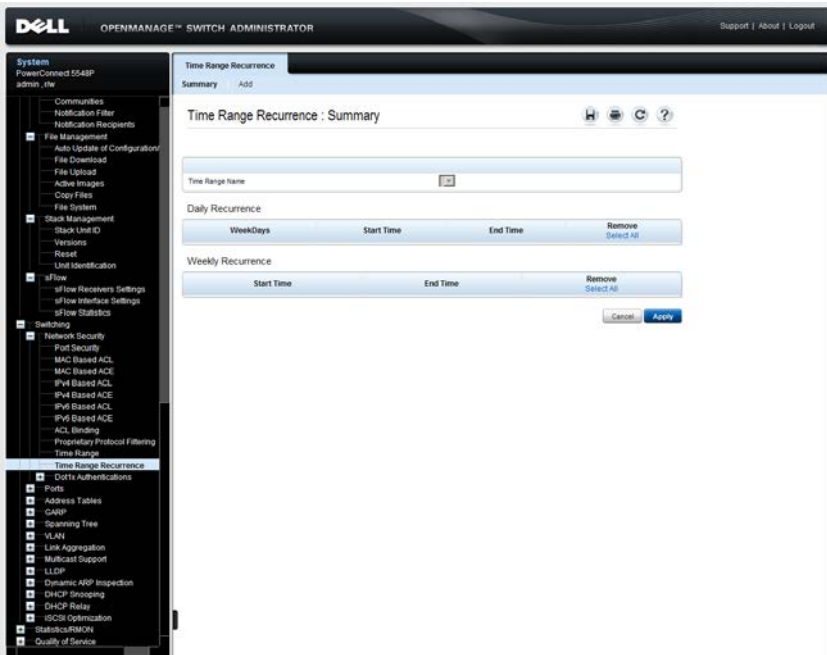 DELL
OPENMANAGE™ SWITCH ADMINISTRATOR
Support | About | Logout
System
PowerConnect 5548P
admin , r/w
Communities
Notification Filter
Notification Recipients
File Management
Auto Update of Configuration/
File Download
File Upload
Active Images
Copy Files
File System
Stack Management
Stack Unit ID
Versions
Reset
Unit Identification
sFlow
sFlow Receivers Settings
sFlow Interface Settings
sFlow Statistics
Switching
Network Security
Port Security
MAC Based ACL
MAC Based ACE
IPv4 Based ACL
IPv4 Based ACE
IPv6 Based ACL
IPv6 Based ACE
ACL Binding
Proprietary Protocol Filtering
Time Range
Time Range Recurrence
Dot1x Authentications
Ports
Address Tables
GARP
Spanning Tree
VLAN
Link Aggregation
Multicast Support
LLDP
Dynamic ARP Inspection
DHCP Snooping
DHCP Relay
iSCSI Optimization
Statistics/RMON
Quality of Service
Time Range Recurrence
Summary Add
Time Range Recurrence : Summary
Time Range Name
Daily Recurrence
WeekDays Start Time End Time Remove
Select All
Weekly Recurrence
Start Time End Time Remove
Select All
Cancel Apply